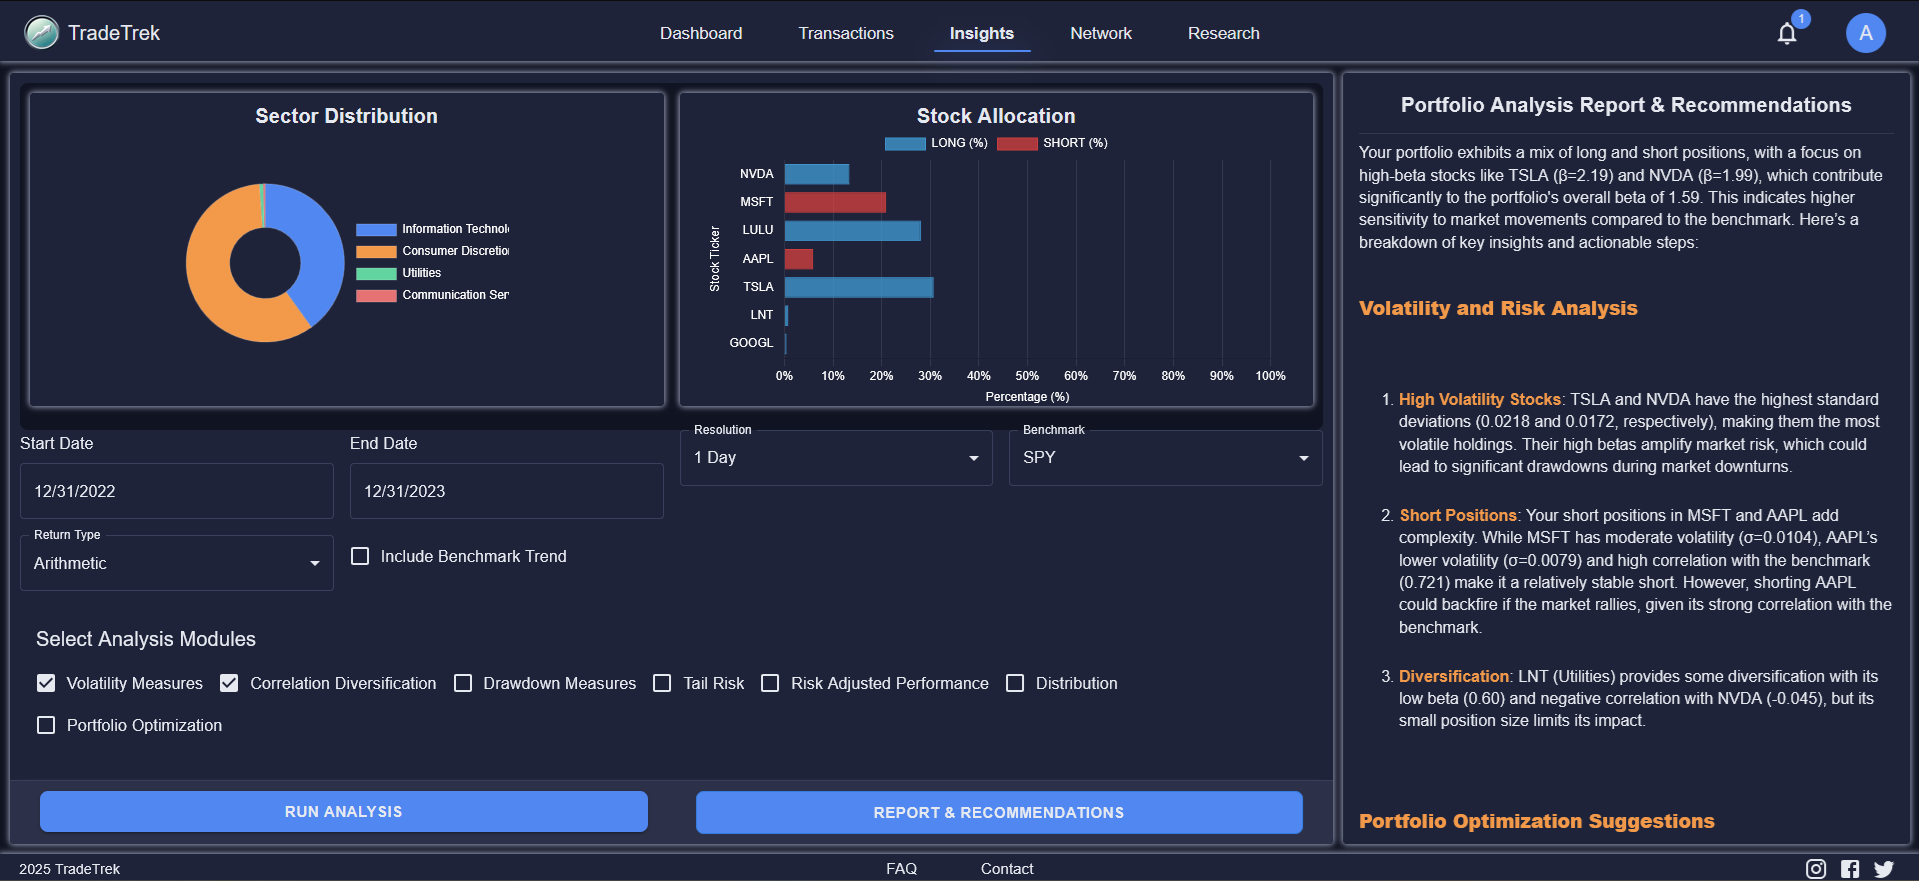 TradeTrek
Dashboard
Transactions
Insights
Network
Research
1
A
Sector Distribution
Information Technol
Consumer Discretio
Utilities
Communication Ser
Stock Allocation
LONG (%)
SHORT (%)
Stock Ticker
NVDA
MSFT
LULU
AAPL
TSLA
LNT
GOOGL
0% 10% 20% 30% 40% 50% 60% 70% 80% 90% 100%
Percentage (%)
Start Date
12/31/2022
End Date
12/31/2023
Resolution
1 Day
Benchmark
SPY
Return Type
Arithmetic
Include Benchmark Trend
Select Analysis Modules
Volatility Measures
Correlation Diversification
Drawdown Measures
Tail Risk
Risk Adjusted Performance
Distribution
Portfolio Optimization
RUN ANALYSIS
REPORT & RECOMMENDATIONS
Portfolio Analysis Report & Recommendations
Your portfolio exhibits a mix of long and short positions, with a focus on
high-beta stocks like TSLA (β=2.19) and NVDA (β=1.99), which contribute
significantly to the portfolio's overall beta of 1.59. This indicates higher
sensitivity to market movements compared to the benchmark. Here’s a
breakdown of key insights and actionable steps:
Volatility and Risk Analysis
1. High Volatility Stocks: TSLA and NVDA have the highest standard
deviations (0.0218 and 0.0172, respectively), making them the most
volatile holdings. Their high betas amplify market risk, which could
lead to significant drawdowns during market downturns.
2. Short Positions: Your short positions in MSFT and AAPL add
complexity. While MSFT has moderate volatility (σ=0.0104), AAPL’s
lower volatility (σ=0.0079) and high correlation with the benchmark
(0.721) make it a relatively stable short. However, shorting AAPL
could backfire if the market rallies, given its strong correlation with the
benchmark.
3. Diversification: LNT (Utilities) provides some diversification with its
low beta (0.60) and negative correlation with NVDA (-0.045), but its
small position size limits its impact.
Portfolio Optimization Suggestions
2025 TradeTrek
FAQ
Contact